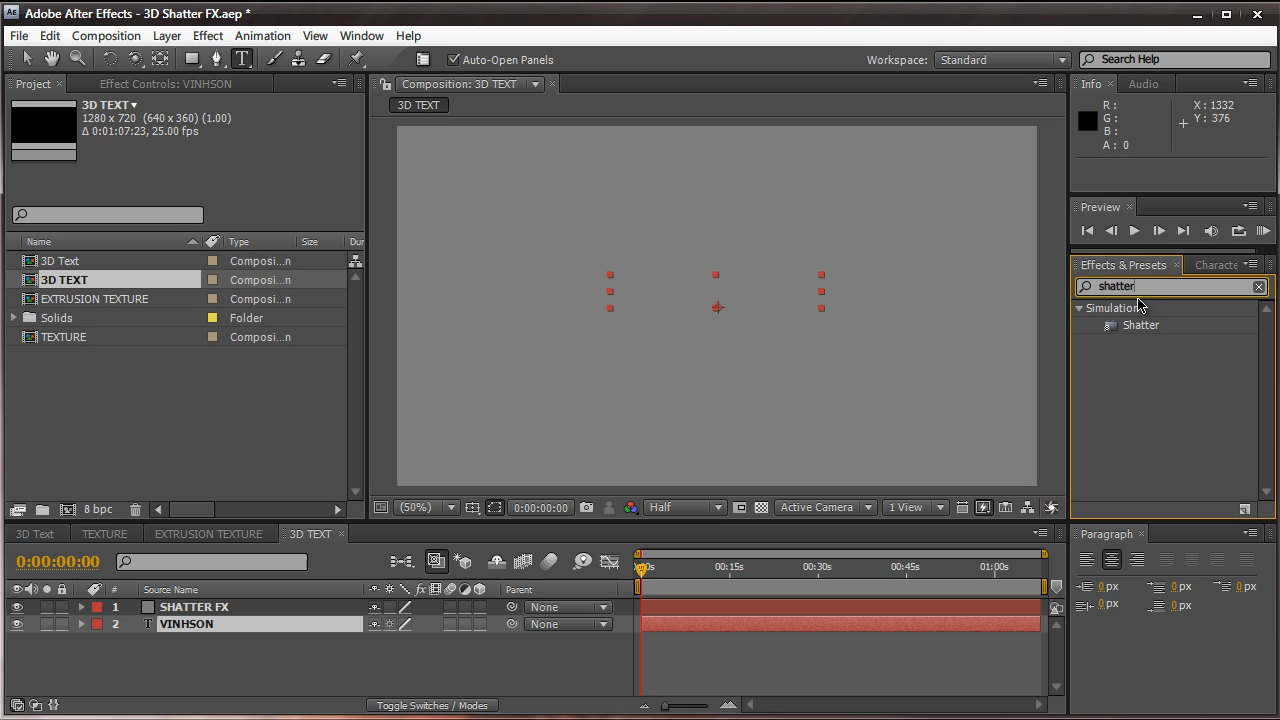 Ae Adobe After Effects - 3D Shatter FX.aep *
File Edit Composition Layer Effect Animation View Window Help
T Auto-Open Panels Workspace: Standard Search Help
Project Effect Controls: VINHSON
3D TEXT
1280 x 720 (640 x 360) (1.00)
Δ 0:01:07:23, 25.00 fps
Name Type Size Dur
3D Text Composi...n
3D TEXT Composi...n
EXTRUSION TEXTURE Composi...n
Solids Folder
TEXTURE Composi...n
8 bpc
Composition: 3D TEXT
3D TEXT
(50%) 0:00:00:00 Half Active Camera 1 View
Info Audio
R : X : 1332
G : Y : 376
B :
A : 0
Preview
Effects & Presets Characte
shatter
Simulation
Shatter
3D Text TEXTURE EXTRUSION TEXTURE 3D TEXT
0:00:00:00
00:15s 00:30s 00:45s 01:00s
# Source Name fx Parent
1 SHATTER FX None
2 T VINHSON None
Toggle Switches / Modes
Paragraph
0 px 0 px 0 px
0 px 0 px